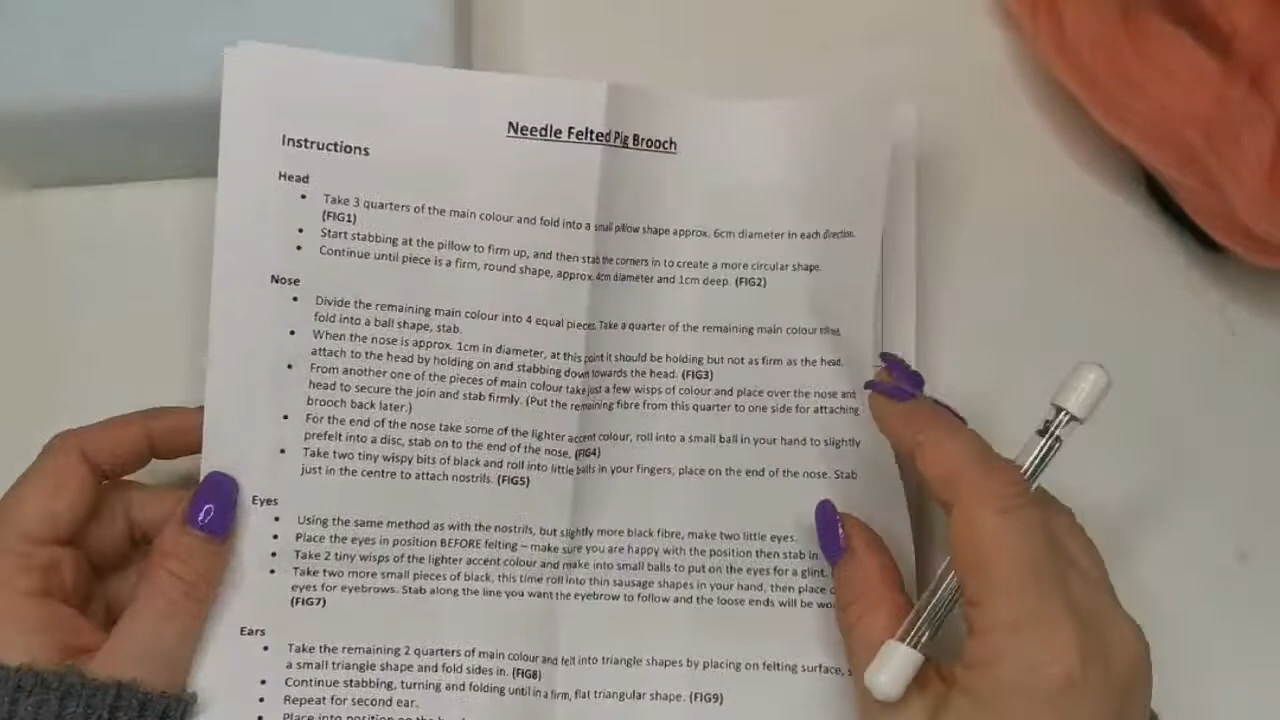 Needle Felted Pig Brooch
Instructions
Head
• Take 3 quarters of the main colour and fold into a small pillow shape approx. 6cm diameter in each direction.
(FIG1)
• Start stabbing at the pillow to firm up, and then stab the corners in to create a more circular shape.
• Continue until piece is a firm, round shape, approx. 4cm diameter and 1cm deep. (FIG2)
Nose
• Divide the remaining main colour into 4 equal pieces. Take a quarter of the remaining main colour
fold into a ball shape, stab.
• When the nose is approx. 1cm in diameter, at this point it should be holding but not as firm as the head,
attach to the head by holding on and stabbing down towards the head. (FIG3)
• From another one of the pieces of main colour take just a few wisps of colour and place over the nose and
head to secure the join and stab firmly. (Put the remaining fibre from this quarter to one side for attaching
brooch back later.)
• For the end of the nose take some of the lighter accent colour, roll into a small ball in your hand to slightly
prefelt into a disc, stab on to the end of the nose. (FIG4)
• Take two tiny wispy bits of black and roll into little balls in your fingers, place on the end of the nose. Stab
just in the centre to attach nostrils. (FIG5)
Eyes
• Using the same method as with the nostrils, but slightly more black fibre, make two little eyes.
• Place the eyes in position BEFORE felting – make sure you are happy with the position then stab in.
• Take 2 tiny wisps of the lighter accent colour and make into small balls to put on the eyes for a glint.
• Take two more small pieces of black, this time roll into thin sausage shapes in your hand, then place
eyes for eyebrows. Stab along the line you want the eyebrow to follow and the loose ends will be
(FIG7)
Ears
• Take the remaining 2 quarters of main colour and felt into triangle shapes by placing on felting surface,
a small triangle shape and fold sides in. (FIG8)
• Continue stabbing, turning and folding until in a firm, flat triangular shape. (FIG9)
• Repeat for second ear.
• Place into position on the